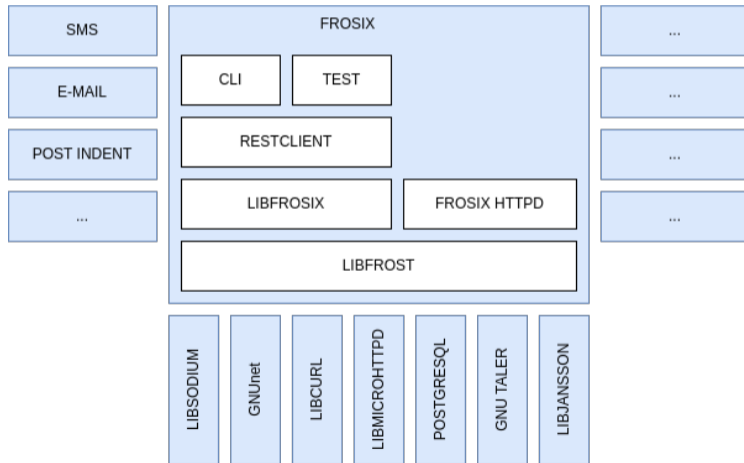 SMS
E-MAIL
POST INDENT
...
FROSIX
CLI
TEST
RESTCLIENT
LIBFROSIX
FROSIX HTTPD
LIBFROST
...
...
...
...
LIBSODIUM
GNUnet
LIBCURL
LIBMICROHTTPD
POSTGRESQL
GNU TALER
LIBJANSSON